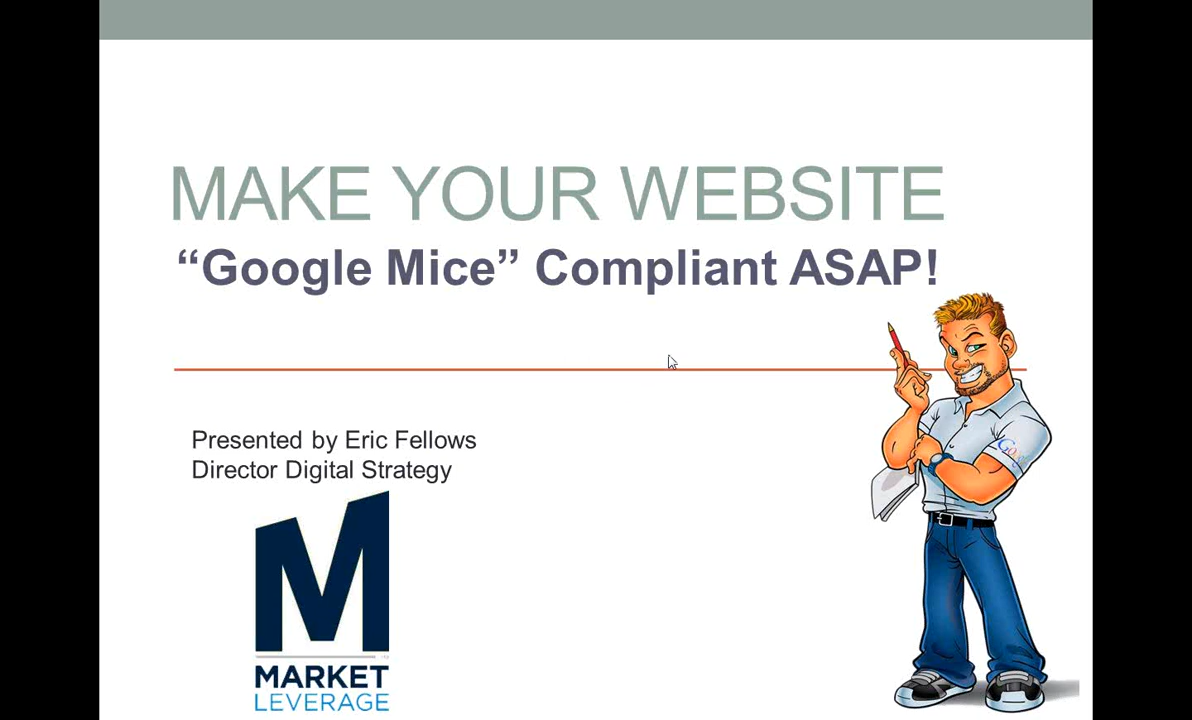 MAKE YOUR WEBSITE
“Google Mice” Compliant ASAP!
Presented by Eric Fellows
Director Digital Strategy
M
MARKET
LEVERAGE